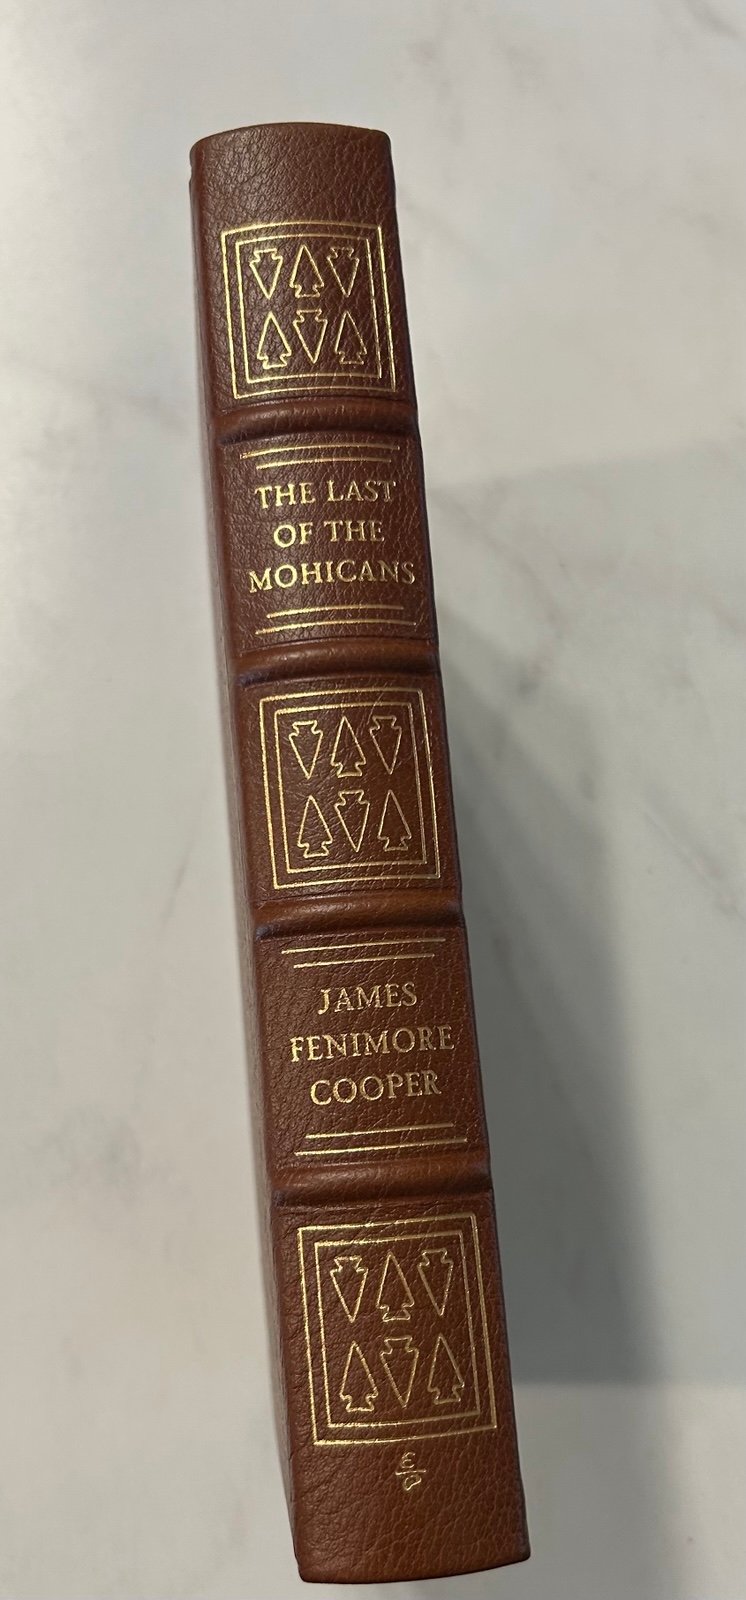 THE LAST
OF THE
MOHICANS
JAMES
FENIMORE
COOPER
E
P